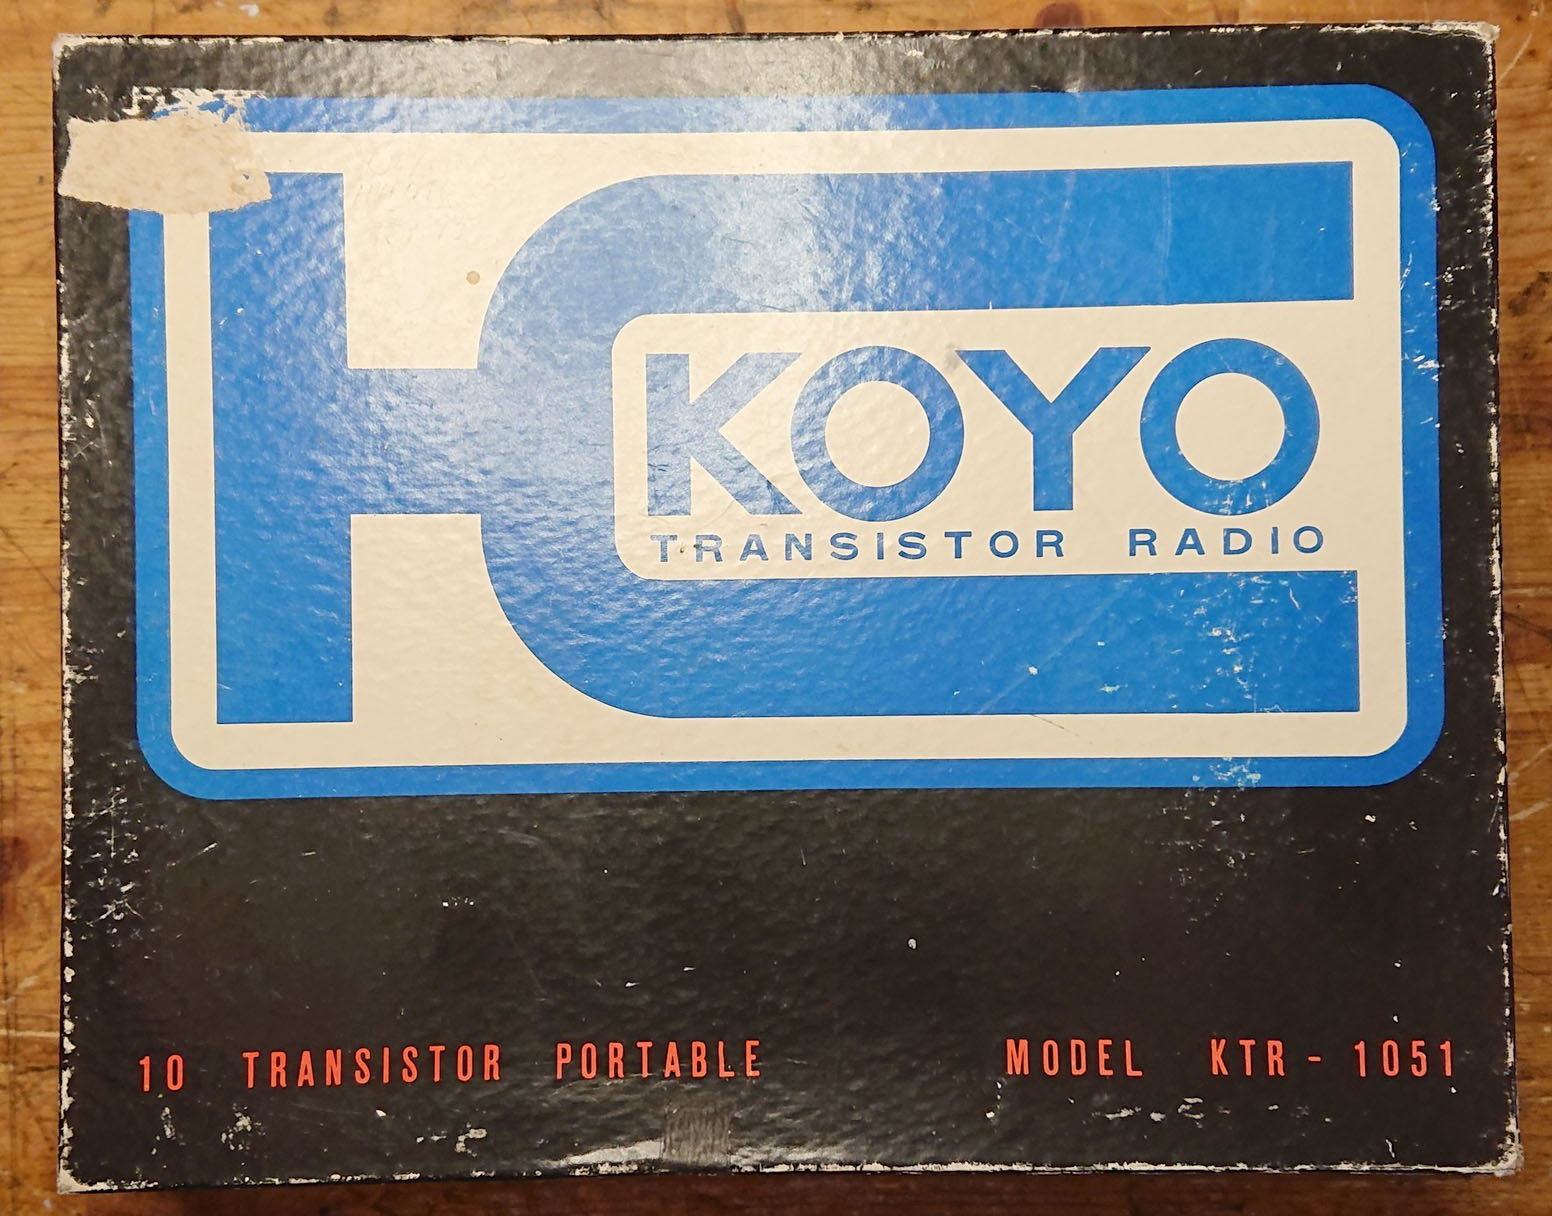 KOYO
TRANSISTOR RADIO
10 TRANSISTOR PORTABLE
MODEL KTR-1051